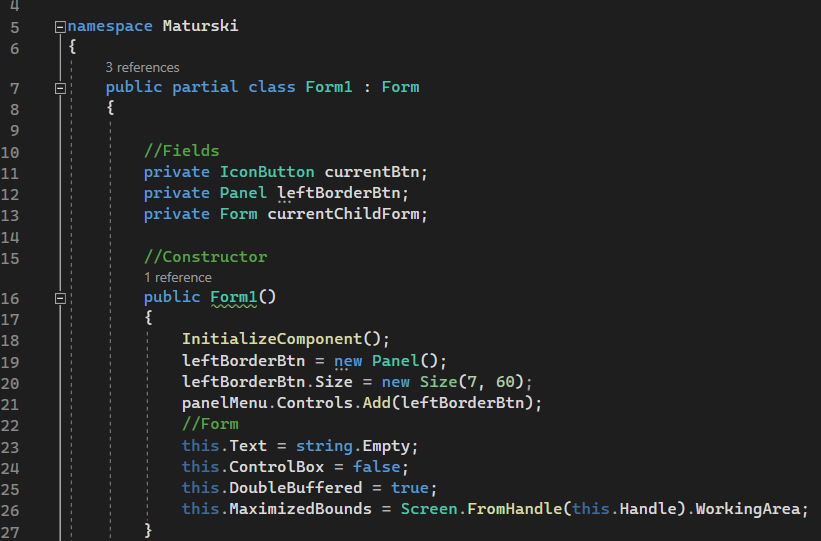 4
5 namespace Maturski
6 {
3 references
7 public partial class Form1 : Form
8 {
9
10 //Fields
11 private IconButton currentBtn;
12 private Panel leftBorderBtn;
13 private Form currentChildForm;
14
15 //Constructor
1 reference
16 public Form1()
17 {
18 InitializeComponent();
19 leftBorderBtn = new Panel();
20 leftBorderBtn.Size = new Size(7, 60);
21 panelMenu.Controls.Add(leftBorderBtn);
22 //Form
23 this.Text = string.Empty;
24 this.ControlBox = false;
25 this.DoubleBuffered = true;
26 this.MaximizedBounds = Screen.FromHandle(this.Handle).WorkingArea;
27 }